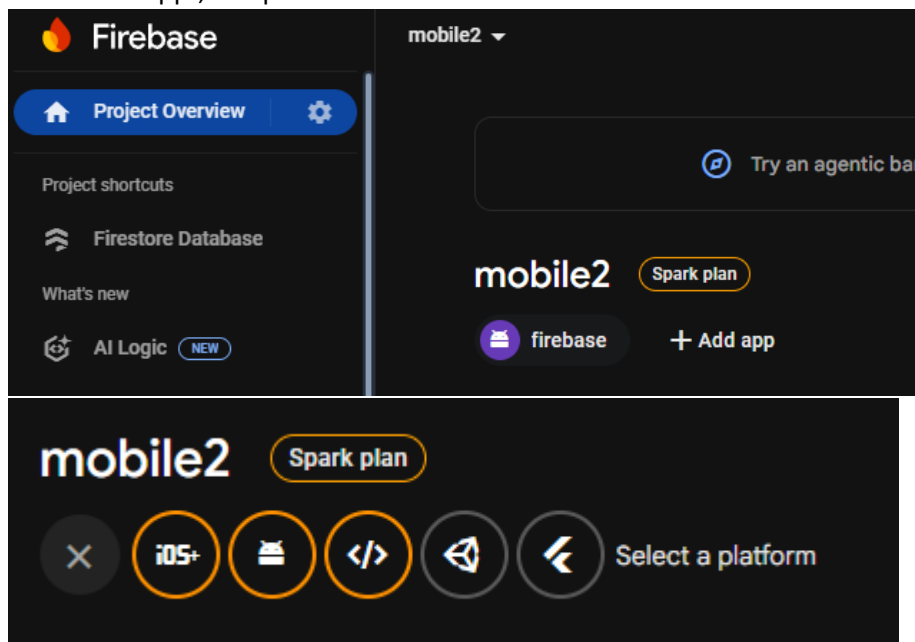 Firebase
mobile2
Project Overview
Try an agentic
Project shortcuts
Firestore Database
What's new
mobile2 Spark plan
AI Logic NEW
firebase + Add app
mobile2 Spark plan
iOS+ </> Select a platform